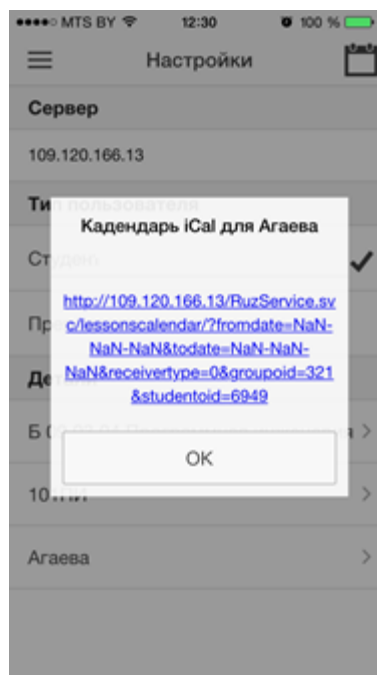 MTS BY 12:30 100 %
Настройки
Сервер
109.120.166.13
Тип пользователя
Кадендарь iCal для Агаева
Студент
http://109.120.166.13/RuzService.sv
c/lessonscalendar/?fromdate=NaN-
NaN-NaN&todate=NaN-NaN-
NaN&receivertype=0&groupoid=321
&studentoid=6949
OK
Агаева